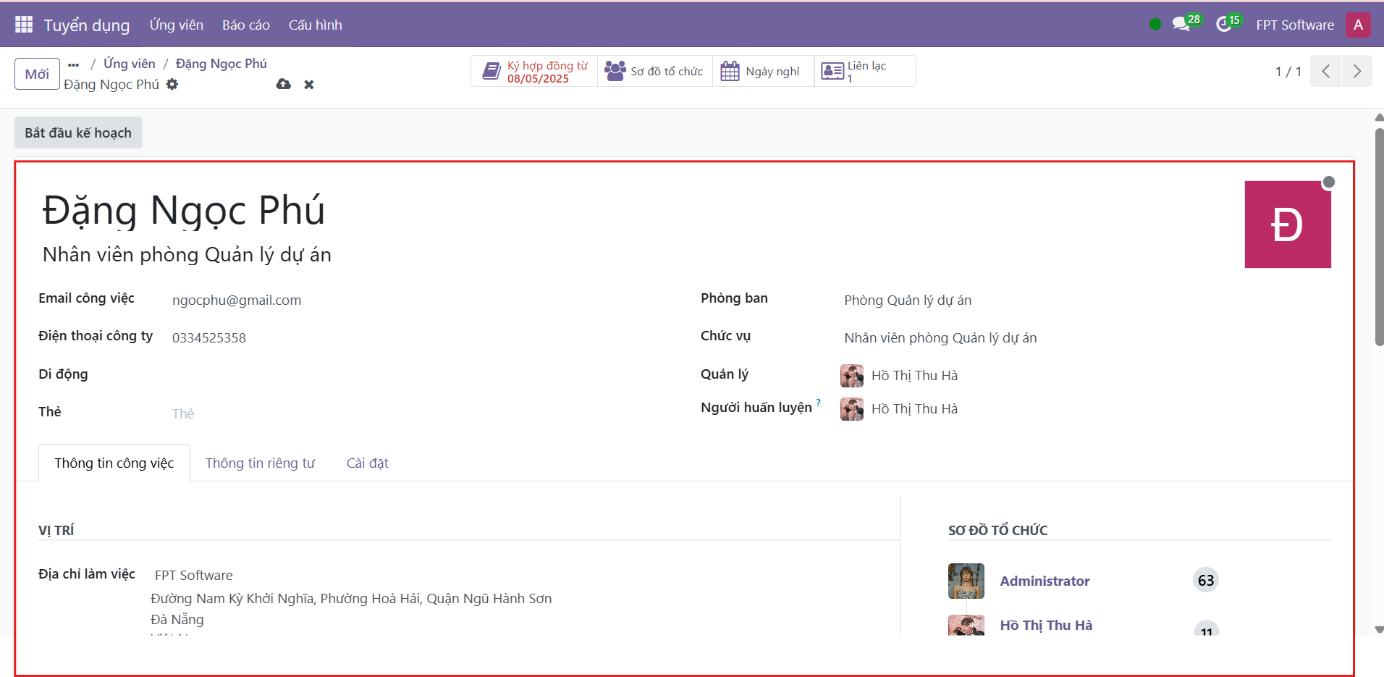 Tuyển dụng Ứng viên Báo cáo Cấu hình 28 15 FPT Software A
Mới ... / Ứng viên / Đặng Ngọc Phú
Đặng Ngọc Phú
Ký hợp đồng từ
08/05/2025
Sơ đồ tổ chức
Ngày nghỉ
Liên lạc
1
1 / 1
Bắt đầu kế hoạch
Đặng Ngọc Phú
Đ
Nhân viên phòng Quản lý dự án
Email công việc ngocphu@gmail.com
Điện thoại công ty 0334525358
Di động
Thẻ Thẻ
Phòng ban Phòng Quản lý dự án
Chức vụ Nhân viên phòng Quản lý dự án
Quản lý Hồ Thị Thu Hà
Người huấn luyện ? Hồ Thị Thu Hà
Thông tin công việc Thông tin riêng tư Cài đặt
VỊ TRÍ
Địa chỉ làm việc FPT Software
Đường Nam Kỳ Khởi Nghĩa, Phường Hoà Hải, Quận Ngũ Hành Sơn
Đà Nẵng
SƠ ĐỒ TỔ CHỨC
Administrator 63
Hồ Thị Thu Hà 11